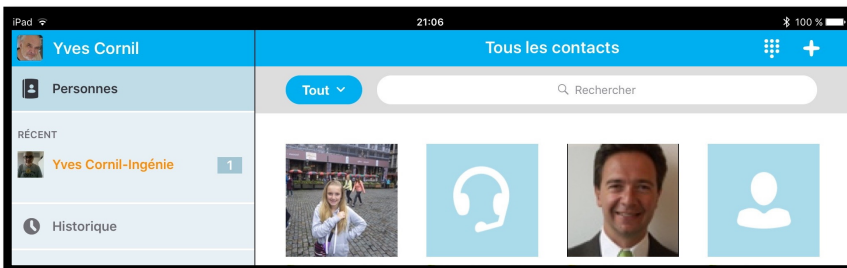 iPad 21:06 100 %
Yves Cornil
Tous les contacts
Personnes
Tout
Rechercher
RÉCENT
Yves Cornil-Ingénie 1
Historique